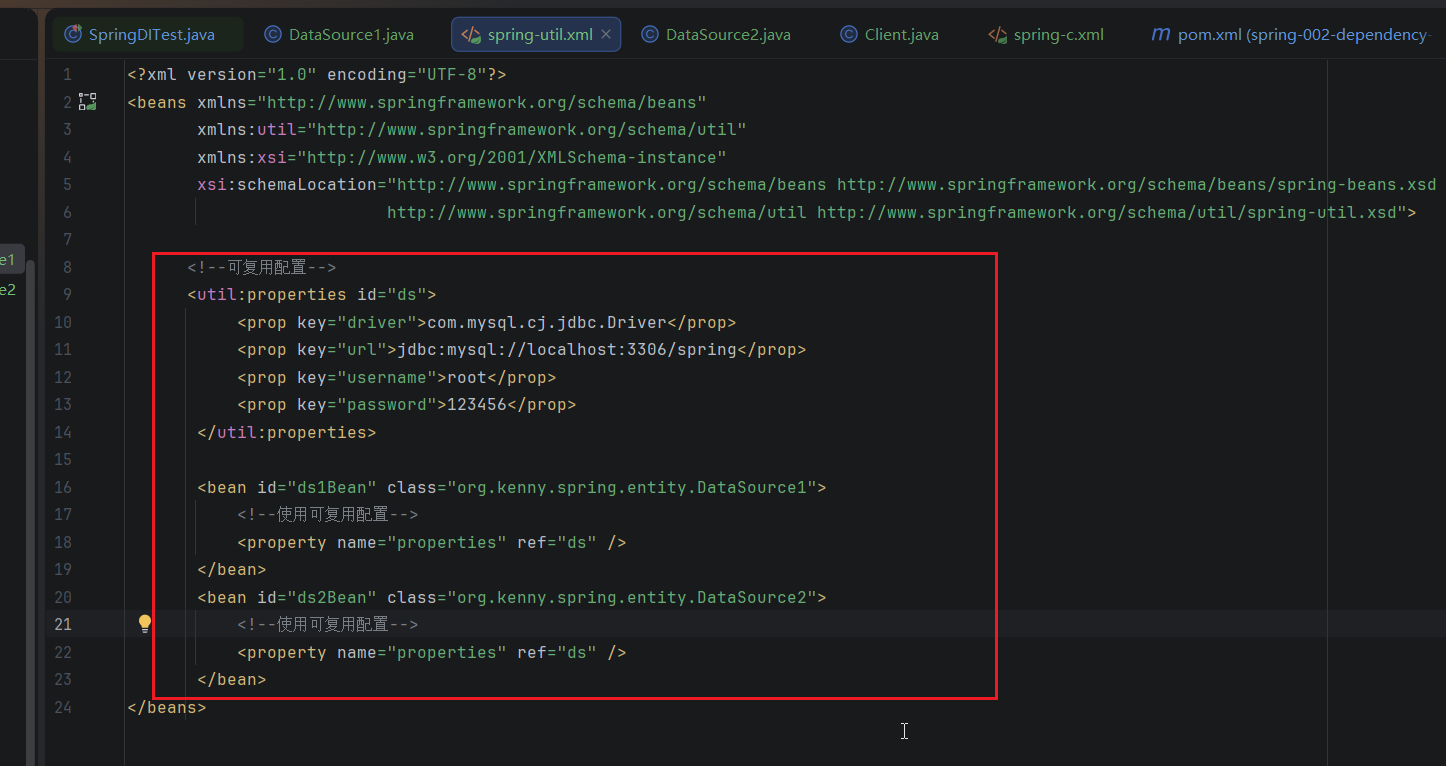 SpringDITest.java DataSource1.java spring-util.xml DataSource2.java Client.java spring-c.xml pom.xml (spring-002-dependency-
e1
e2
1 <?xml version="1.0" encoding="UTF-8"?>
2 <beans xmlns="http://www.springframework.org/schema/beans"
3 xmlns:util="http://www.springframework.org/schema/util"
4 xmlns:xsi="http://www.w3.org/2001/XMLSchema-instance"
5 xsi:schemaLocation="http://www.springframework.org/schema/beans http://www.springframework.org/schema/beans/spring-beans.xsd
6 http://www.springframework.org/schema/util http://www.springframework.org/schema/util/spring-util.xsd">
7
8 <!--可复用配置-->
9 <util:properties id="ds">
10 <prop key="driver">com.mysql.cj.jdbc.Driver</prop>
11 <prop key="url">jdbc:mysql://localhost:3306/spring</prop>
12 <prop key="username">root</prop>
13 <prop key="password">123456</prop>
14 </util:properties>
15
16 <bean id="ds1Bean" class="org.kenny.spring.entity.DataSource1">
17 <!--使用可复用配置-->
18 <property name="properties" ref="ds" />
19 </bean>
20 <bean id="ds2Bean" class="org.kenny.spring.entity.DataSource2">
21 <!--使用可复用配置-->
22 <property name="properties" ref="ds" />
23 </bean>
24 </beans>